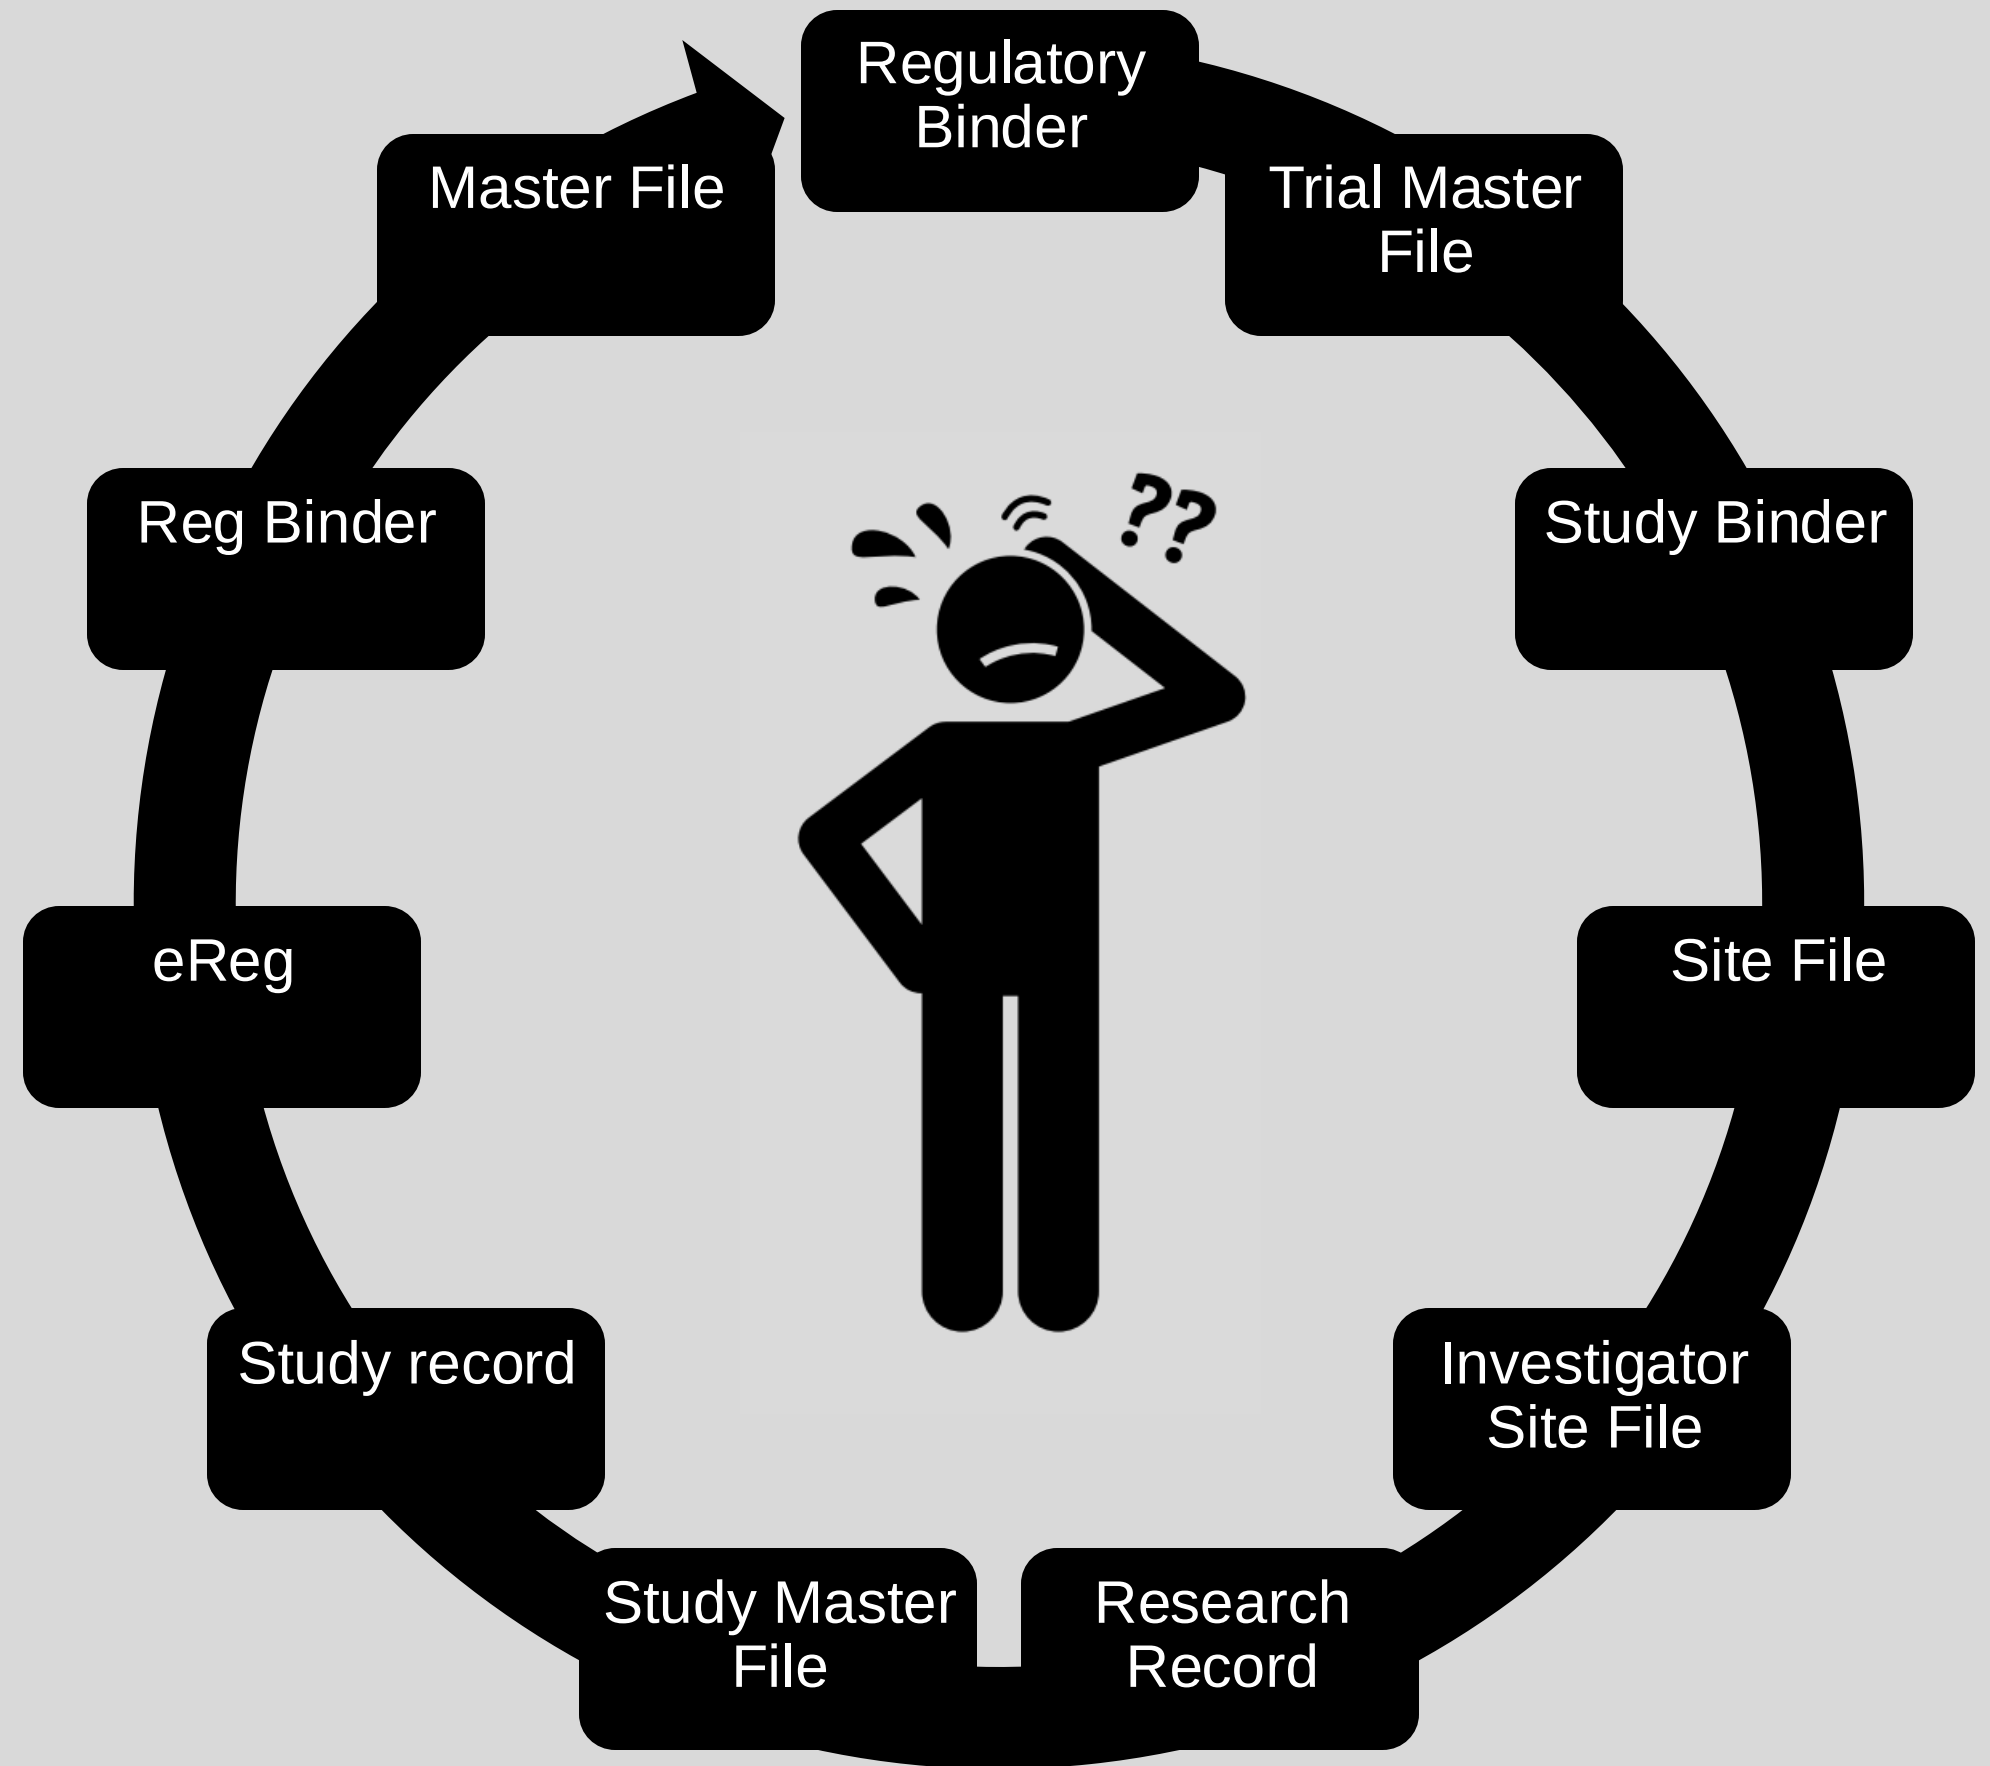 Regulatory
Binder
Trial Master
File
Study Binder
Site File
Investigator
Site File
Research
Record
Study Master
File
Study record
eReg
Reg Binder
Master File
??